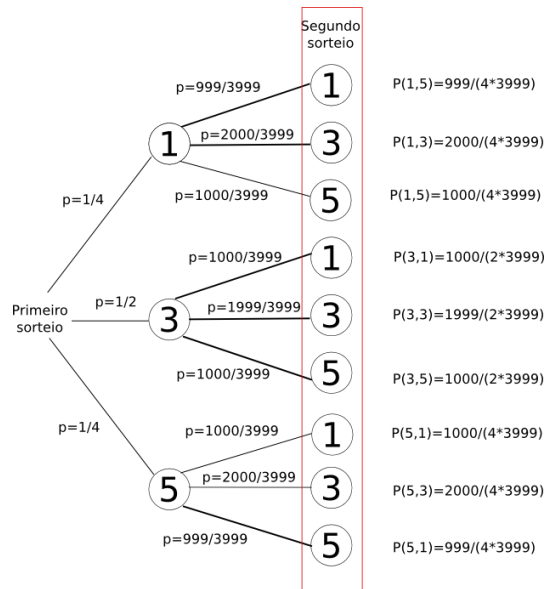 Segundo
sorteio
p=999/3999
1
P(1,5)=999/(4*3999)
1
p=2000/3999
3
P(1,3)=2000/(4*3999)
p=1/4
p=1000/3999
5
P(1,5)=1000/(4*3999)
p=1000/3999
1
P(3,1)=1000/(2*3999)
Primeiro
sorteio
p=1/2
3
p=1999/3999
3
P(3,3)=1999/(2*3999)
p=1000/3999
5
P(3,5)=1000/(2*3999)
p=1/4
p=1000/3999
1
P(5,1)=1000/(4*3999)
5
p=2000/3999
3
P(5,3)=2000/(4*3999)
p=999/3999
5
P(5,1)=999/(4*3999)